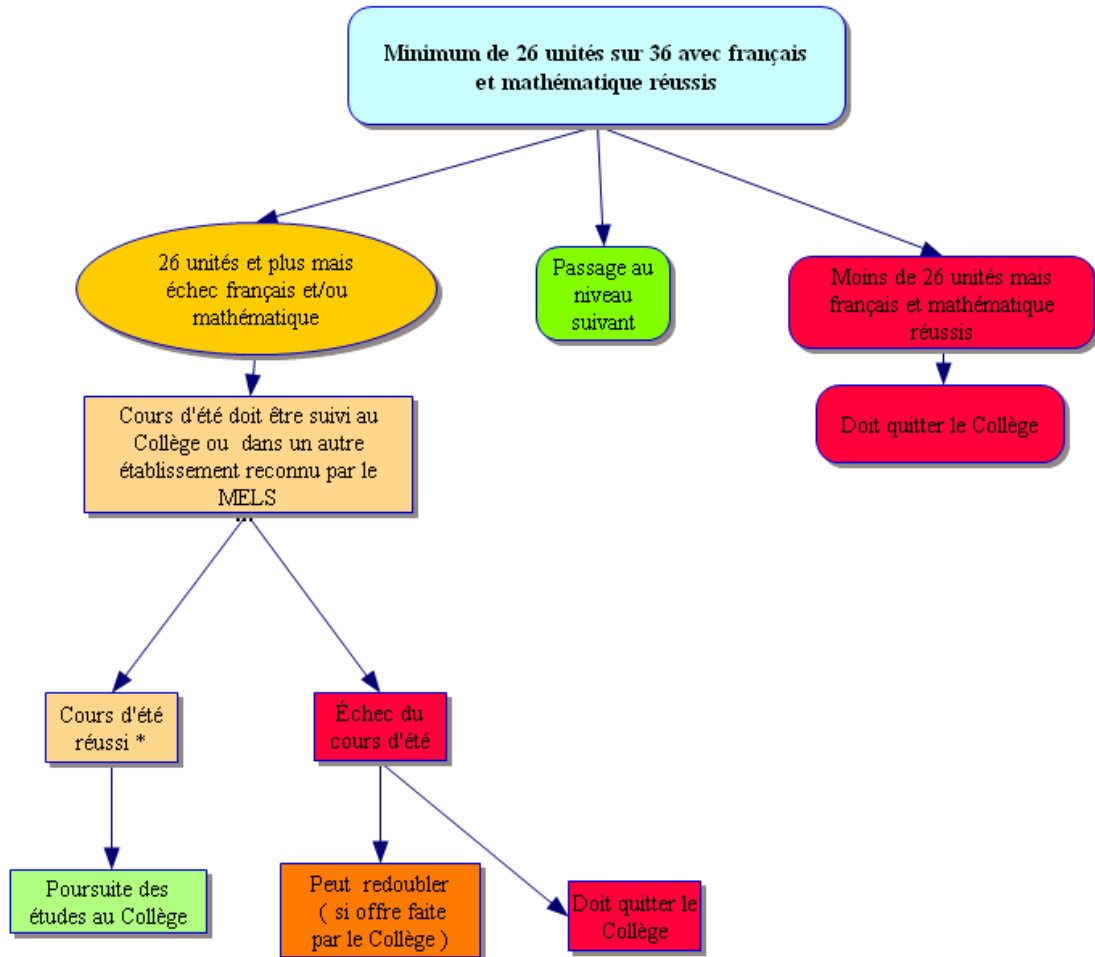 Minimum de 26 unités sur 36 avec français
et mathématique réussis
26 unités et plus mais
échec français et/ou
mathématique
Passage au
niveau
suivant
Moins de 26 unités mais
français et mathématique
réussis
Doit quitter le Collège
Cours d'été doit être suivi au
Collège ou dans un autre
établissement reconnu par le
MELS
...
Cours d'été
réussi *
Échec du
cours d'été
Poursuite des
études au Collège
Peut redoubler
( si offre faite
par le Collège )
Doit quitter le
Collège